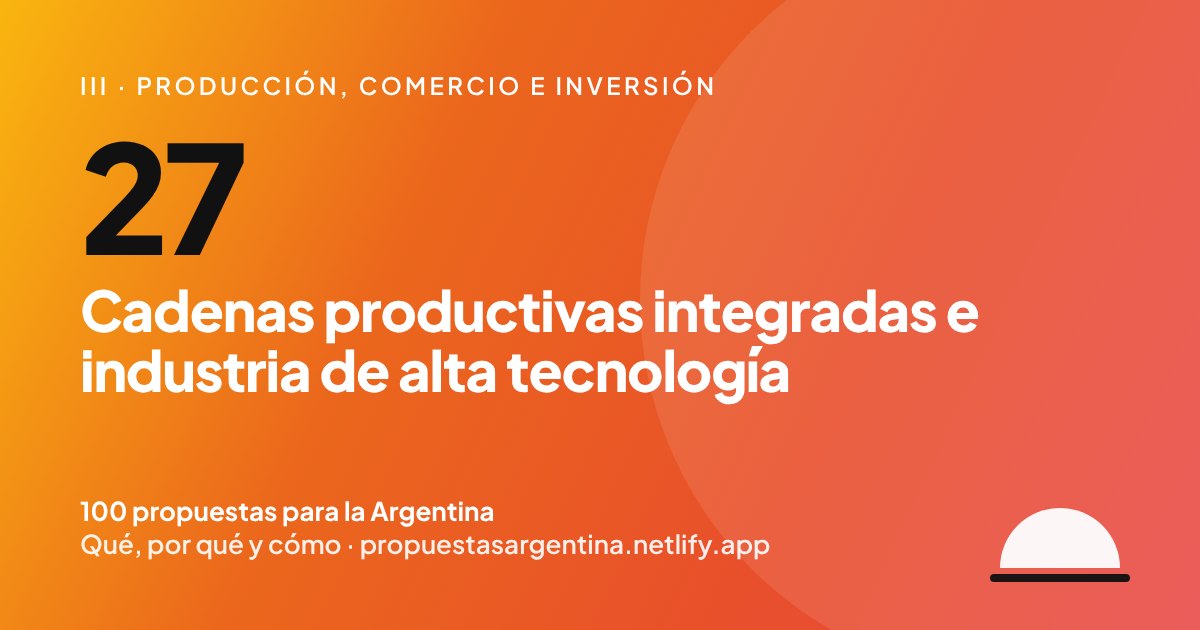 III · PRODUCCIÓN, COMERCIO E INVERSIÓN
27
Cadenas productivas integradas e
industria de alta tecnología
100 propuestas para la Argentina
Qué, por qué y cómo · propuestasargentina.netlify.app